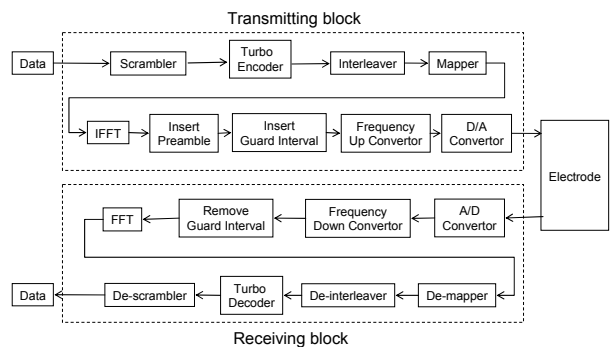 Transmitting block
Data
Scrambler
Turbo
Encoder
Interleaver
Mapper
IFFT
Insert
Preamble
Insert
Guard Interval
Frequency
Up Convertor
D/A
Convertor
Electrode
FFT
Remove
Guard Interval
Frequency
Down Convertor
A/D
Convertor
Data
De-scrambler
Turbo
Decoder
De-interleaver
De-mapper
Receiving block